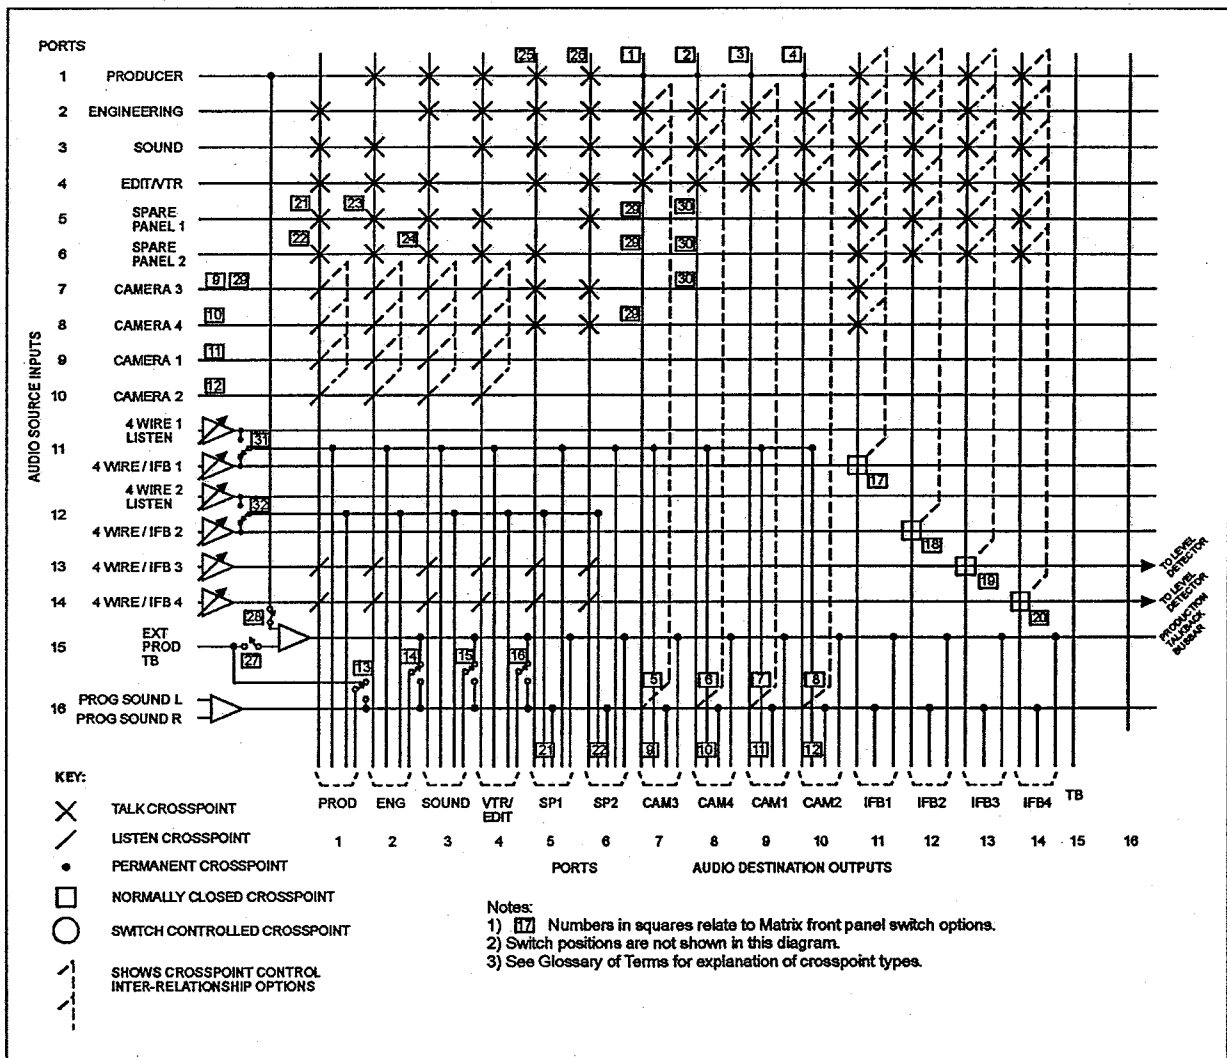 PORTS
25 26 1 2 3 4
1 PRODUCER
2 ENGINEERING
3 SOUND
4 EDIT/VTR
21 23
5 SPARE PANEL 1 29 30
22 24
6 SPARE PANEL 2 29 30
7 CAMERA 3 9 29 30
8 CAMERA 4 10 29
9 CAMERA 1 11
10 CAMERA 2 12
AUDIO SOURCE INPUTS
4 WIRE 1
LISTEN
31
11
4 WIRE / IFB 1
17
4 WIRE 2
LISTEN
32
12
4 WIRE / IFB 2
18
13 4 WIRE / IFB 3
19
TO LEVEL
DETECTOR
14 4 WIRE / IFB 4
20
TO LEVEL
DETECTOR
28
15 EXT
PROD
TB
27
PRODUCTION
TALKBACK
BUSBAR
13 14 15 16
5 6 7 8
16 PROG SOUND L
PROG SOUND R
21 22 9 10 11 12
PROD ENG SOUND VTR/
EDIT SP1 SP2 CAM3 CAM4 CAM1 CAM2 IFB1 IFB2 IFB3 IFB4 TB
1 2 3 4 5 6 7 8 9 10 11 12 13 14 15 16
PORTS AUDIO DESTINATION OUTPUTS
KEY:
TALK CROSSPOINT
LISTEN CROSSPOINT
PERMANENT CROSSPOINT
NORMALLY CLOSED CROSSPOINT
SWITCH CONTROLLED CROSSPOINT
SHOWS CROSSPOINT CONTROL
INTER-RELATIONSHIP OPTIONS
Notes:
1) 17 Numbers in squares relate to Matrix front panel switch options.
2) Switch positions are not shown in this diagram.
3) See Glossary of Terms for explanation of crosspoint types.